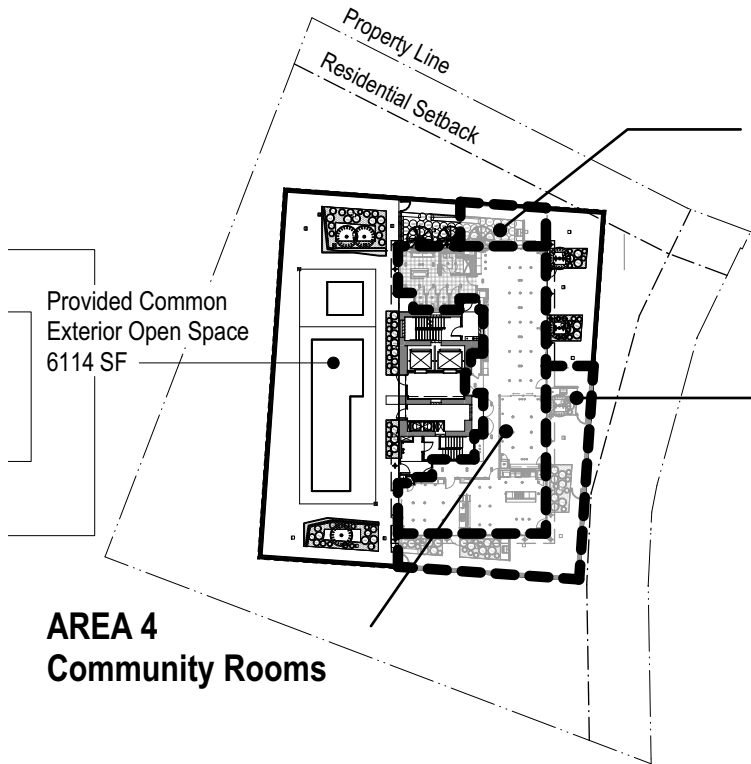 Property Line
Residential Setback
Provided Common
Exterior Open Space
6114 SF
AREA 4
Community Rooms